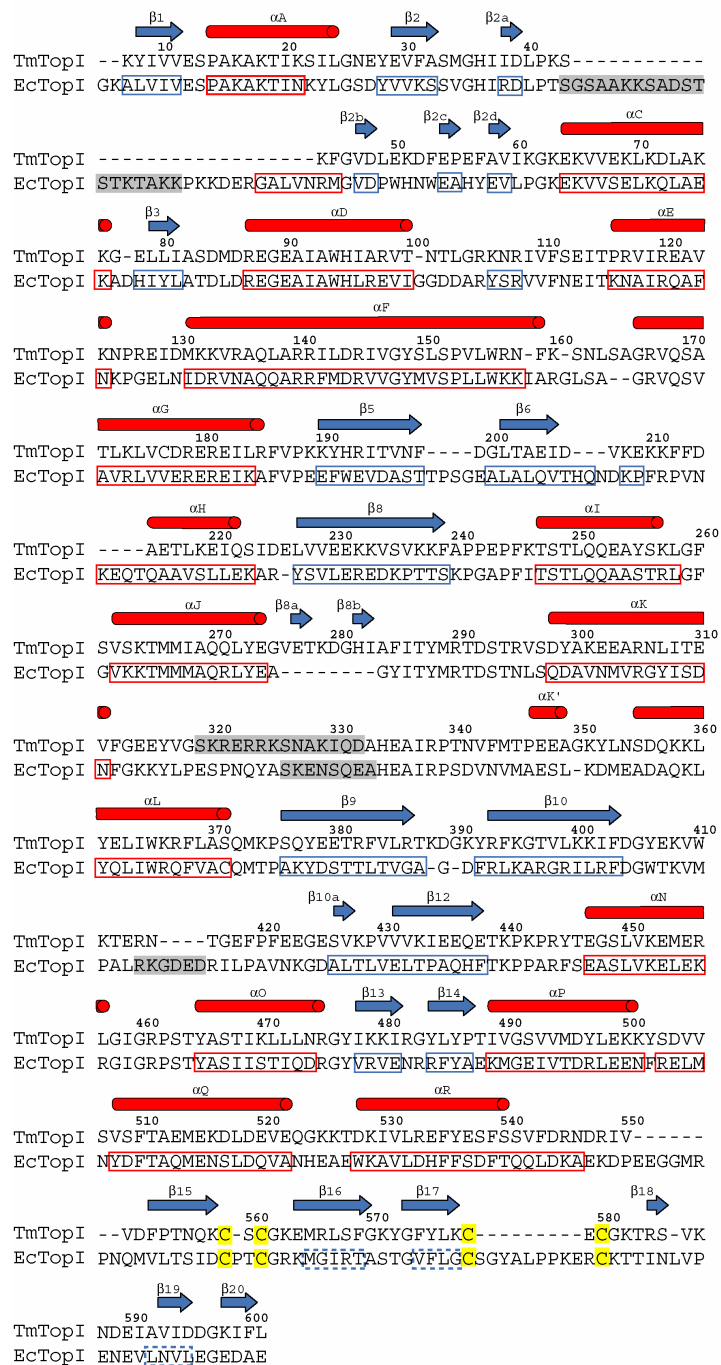 β1 αA β2 β2a
10 20 30 40
TmTopI ---KYIVVESPAKAKTIKSILGNEYEVFASMGHIIDLPKS---------
EcTopI GKALVIVESPAKAKTINKYLGSDYVVKSSVGHIRDLPTSSGSAAKKSADST
β2b β2c β2d αC
50 60 70
TmTopI ----------------KFGVDLEKDFEPEFAVIKGKEKVVEKLKDLAK
EcTopI STKTAKKPKKDERGALVNRMGVDPWHNWEAHYEVLPGKEKVVSELKQLAE
β3 αD αE
80 90 100 110 120
TmTopI KG-ELLIASDMDREGEAIAWHIARVT-NTLGRKNRIVFSEITPRVIREAV
EcTopI KADHIYLATDLDREGEAIAWHLREVIGGDDARYSRVVFNEITKNAIRQAF
αF
130 140 150 160 170
TmTopI KNPREIDMKKVRAQLARRILDRIVGYSLSPVLWRN-FK-SNLSAGRVQSA
EcTopI NKPGELNIDRVNAQQARRFMDRVVGYMVSPLLWKKIARGLSA--GRVQSV
αG β5 β6
180 190 200 210
TmTopI TLKLVCDREREILRFVPKKYHRITVNF----DGLTAEID---VKEKKFFD
EcTopI AVRLVVEREREIKAFVPEEFWEVDASTTPSGEALALQVTHQNDKPFRPVN
αH β8 αI
220 230 240 250 260
TmTopI ----AETLKEIQSIDELVVEEKKVSVKKFAPPEPFKTSTLQQEAYSKLGF
EcTopI KEQTQAAVSLLEKAR-YSVLEREDKPTTSKPGAPFITSTLQQAASTRLGF
αJ β8a β8b αK
270 280 290 300 310
TmTopI SVSKTMMIAQQLYEGVETKDGHIAFITYMRTDSTRVSDYAKEEARNLITE
EcTopI GVKKTMMMAQRLYEA--------GYITYMRTDSTNLSQDAVNMVRGYISD
αK'
320 330 340 350 360
TmTopI VFGEEYVGSKRERRKSNAKIQDAHEAIRPTNVFMTPEEAGKYLNSDQKKL
EcTopI NFGKKYLPESPNQYASKENSQEAHEAIRPSDVNVMAESL-KDMEADAQKL
αL β9 β10
370 380 390 400 410
TmTopI YELIWKRFLASQMKPSQYEETRFVLRTKDGKYRFKGTVLKKIFDGYEKVW
EcTopI YQLIWRQFVACQMTPAKYDSTTLTVGA-G-DFRLKARGRILRFDGWTKVM
β10a β12 αN
420 430 440 450
TmTopI KTERN----TGEFPFEEGESVKPVVVKIEEQETKPKPRYTEGSLVKEMER
EcTopI PALRKGDEDRILPAVNKGDALTLVELTPAQHFTKPPARFSEASLVKELEK
αO β13 β14 αP
460 470 480 490 500
TmTopI LGIGRPSTYASTIKLLLNRGYIKKIRGYLYPTIVGSVVMDYLEKKYSDVV
EcTopI RGIGRPSTYASIISTIQDRGYVRVENRRFYAEKMGEIVTDRLEENFRELM
αQ αR
510 520 530 540 550
TmTopI SVSFTAEMEKDLDEVEQGKKTDKIVLREFYESFSSVFDRNDRIV------
EcTopI NYDFTAQMENSLDQVANHEAEWKAVLDHFFSDFTQQLDKAEKDPEEGGMR
β15 β16 β17 β18
560 570 580
TmTopI --VDFPTNQKC-SCGKEMRLSFGKYGFYLKC--------ECGKTRS-VK
EcTopI PNQMVLTSIDCPTCGRKMGIRTASTGVFLGCSGYALPPKERCKTTINLVP
β19 β20
590 600
TmTopI NDEIAVIDDGKIFL
EcTopI ENEVLNVLEGEDAE